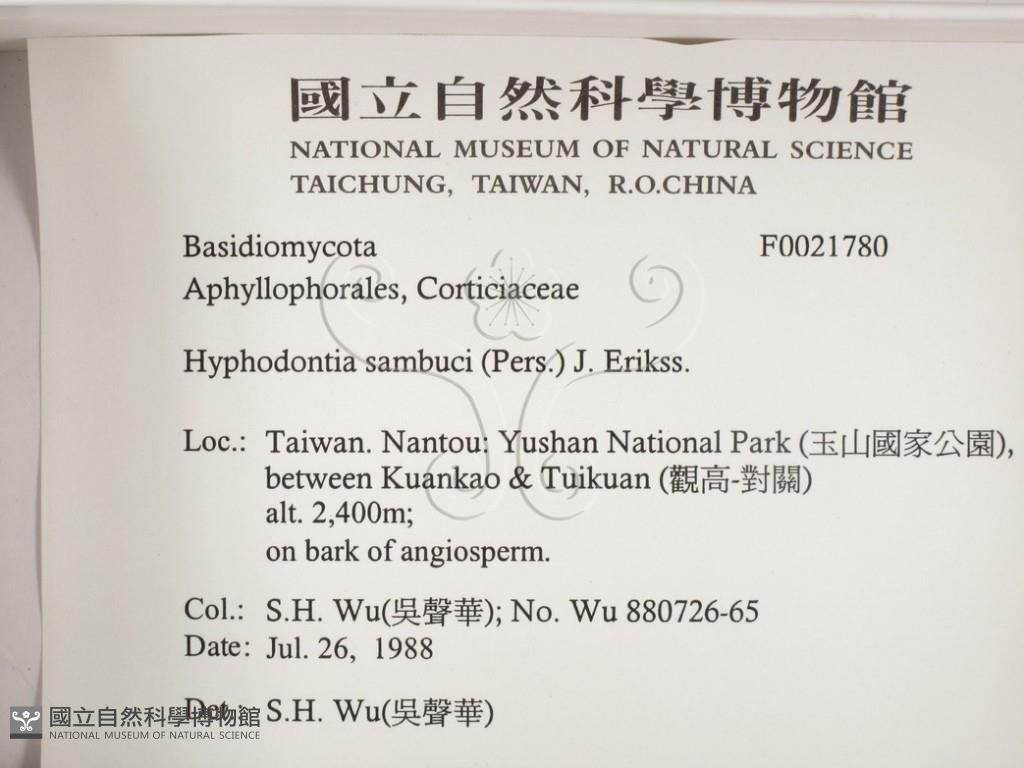 國立自然科學博物館
NATIONAL MUSEUM OF NATURAL SCIENCE
TAICHUNG, TAIWAN, R.O.CHINA
Basidiomycota F0021780
Aphyllophorales, Corticiaceae
Hyphodontia sambuci (Pers.) J. Erikss.
Loc.: Taiwan. Nantou: Yushan National Park (玉山國家公園),
between Kuankao & Tuikuan (觀高-對關)
alt. 2,400m;
on bark of angiosperm.
Col.: S.H. Wu(吳聲華); No. Wu 880726-65
Date: Jul. 26, 1988
Det.: S.H. Wu(吳聲華)
國立自然科學博物館
NATIONAL MUSEUM OF NATURAL SCIENCE